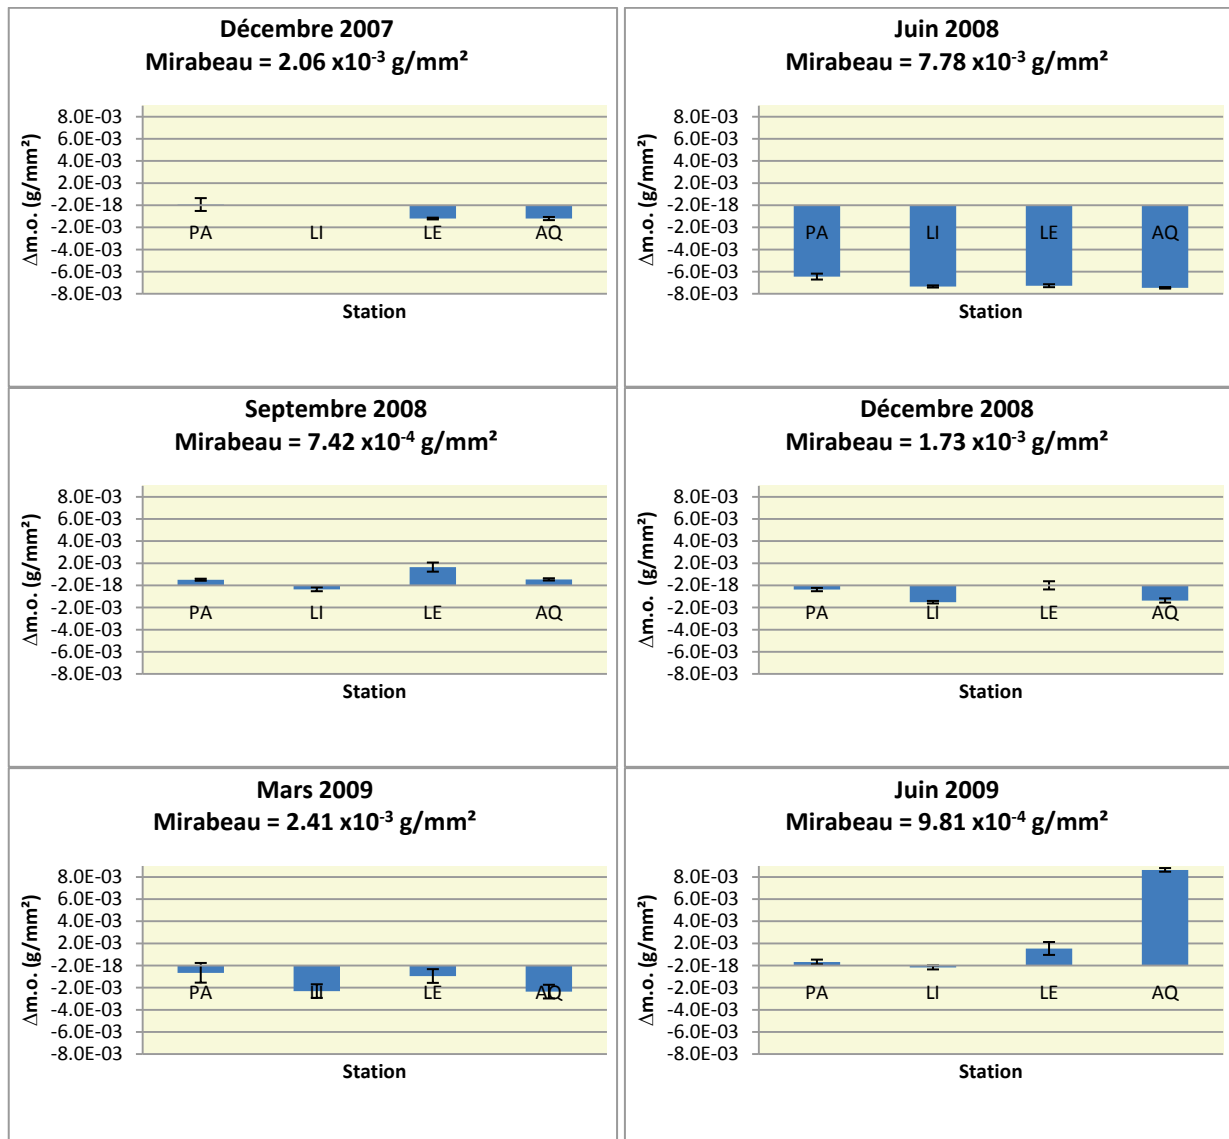 Décembre 2007
Mirabeau = 2.06 x10⁻³ g/mm²
8.0E-03
6.0E-03
4.0E-03
2.0E-03
-2.0E-18
-2.0E-03
-4.0E-03
-6.0E-03
-8.0E-03
Δm.o. (g/mm²)
PA LI LE AQ
Station
Juin 2008
Mirabeau = 7.78 x10⁻³ g/mm²
8.0E-03
6.0E-03
4.0E-03
2.0E-03
-2.0E-18
-2.0E-03
-4.0E-03
-6.0E-03
-8.0E-03
Δm.o. (g/mm²)
PA LI LE AQ
Station
Septembre 2008
Mirabeau = 7.42 x10⁻⁴ g/mm²
8.0E-03
6.0E-03
4.0E-03
2.0E-03
-2.0E-18
-2.0E-03
-4.0E-03
-6.0E-03
-8.0E-03
Δm.o. (g/mm²)
PA LI LE AQ
Station
Décembre 2008
Mirabeau = 1.73 x10⁻³ g/mm²
8.0E-03
6.0E-03
4.0E-03
2.0E-03
-2.0E-18
-2.0E-03
-4.0E-03
-6.0E-03
-8.0E-03
Δm.o. (g/mm²)
PA LI LE AQ
Station
Mars 2009
Mirabeau = 2.41 x10⁻³ g/mm²
8.0E-03
6.0E-03
4.0E-03
2.0E-03
-2.0E-18
-2.0E-03
-4.0E-03
-6.0E-03
-8.0E-03
Δm.o. (g/mm²)
PA LI LE AQ
Station
Juin 2009
Mirabeau = 9.81 x10⁻⁴ g/mm²
8.0E-03
6.0E-03
4.0E-03
2.0E-03
-2.0E-18
-2.0E-03
-4.0E-03
-6.0E-03
-8.0E-03
Δm.o. (g/mm²)
PA LI LE AQ
Station